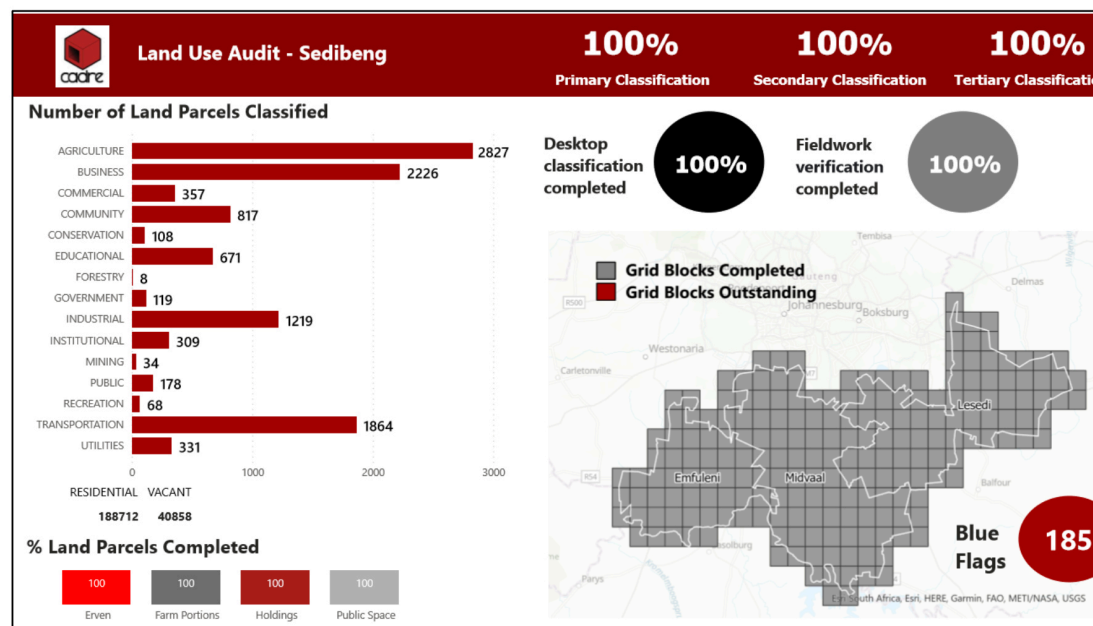 cadre
Land Use Audit - Sedibeng
100%
Primary Classification
100%
Secondary Classification
100%
Tertiary Classificatio
Number of Land Parcels Classified
AGRICULTURE 2827
BUSINESS 2226
COMMERCIAL 357
COMMUNITY 817
CONSERVATION 108
EDUCATIONAL 671
FORESTRY 8
GOVERNMENT 119
INDUSTRIAL 1219
INSTITUTIONAL 309
MINING 34
PUBLIC 178
RECREATION 68
TRANSPORTATION 1864
UTILITIES 331
0 1000 2000 3000
RESIDENTIAL VACANT
188712 40858
% Land Parcels Completed
100
Erven
100
Farm Portions
100
Holdings
100
Public Space
Desktop
classification
completed
100%
Fieldwork
verification
completed
100%
Grid Blocks Completed
Grid Blocks Outstanding
Tembisa
Delmas
R500
Johannesburg
Boksburg
Westonaria
Carletonville
Lesedi
R54
Emfuleni
Midvaal
Balfour
Parys
Blue
Flags
185
Esri South Africa, Esri, HERE, Garmin, FAO, METI/NASA, USGS